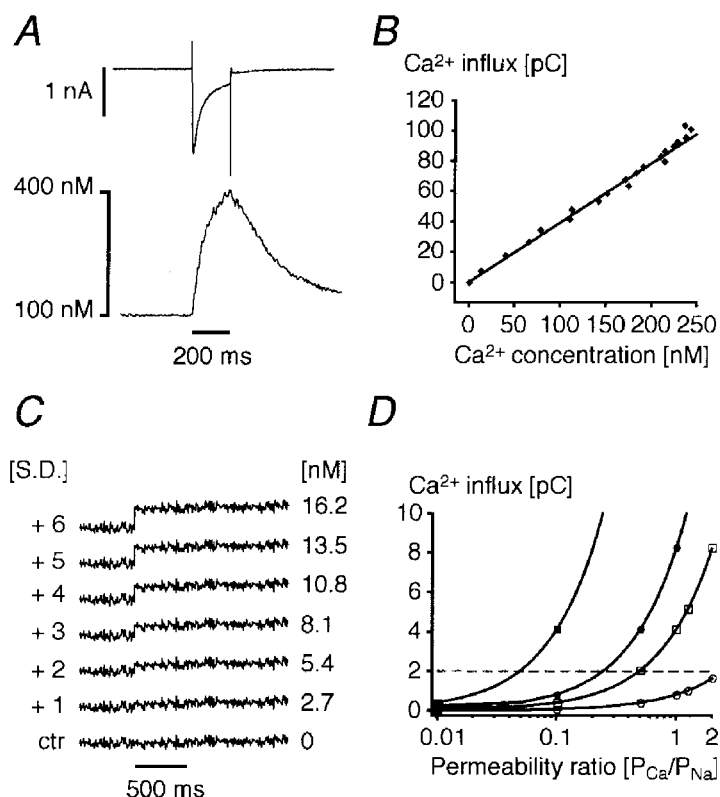 A
1 nA
400 nM
100 nM
200 ms
B
Ca²⁺ influx [pC]
120
100
80
60
40
20
0
0 50 100 150 200 250
Ca²⁺ concentration [nM]
C
[S.D.] [nM]
+ 6 16.2
+ 5 13.5
+ 4 10.8
+ 3 8.1
+ 2 5.4
+ 1 2.7
ctr 0
500 ms
D
Ca²⁺ influx [pC]
10
8
6
4
2
0
0.01 0.1 1 2
Permeability ratio [P_Ca/P_Na]